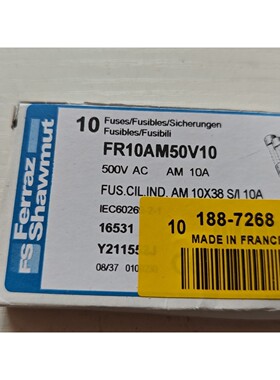 10 Fuses/Fusibles/Sicherungen
Fusibles/Fusibili
FR10AM50V10
500V AC AM 10A
FUS.CIL.IND. AM 10X38 S/I 10A
16531
08/37
10 188-7268
MADE IN FRANCE
FS Ferraz
Shawmut